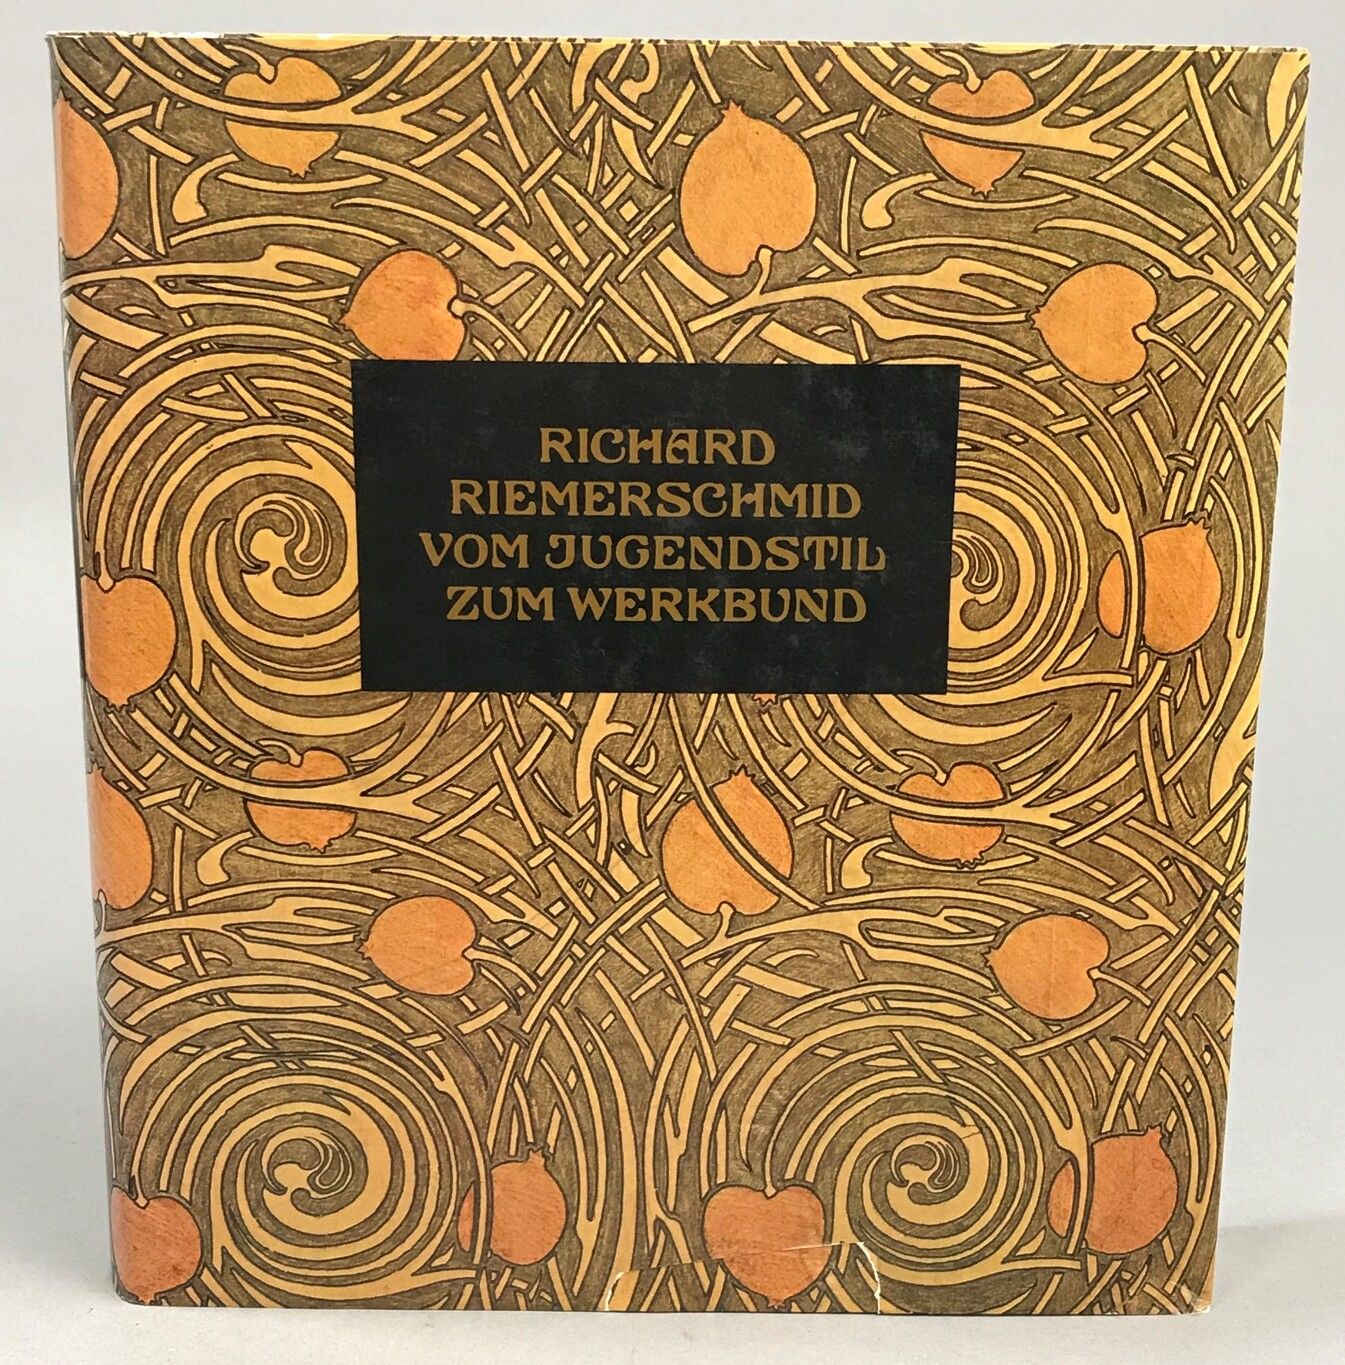 RICHARD
RIEMERSCHMID
VOM JUGENDSTIL
ZUM WERKBUND